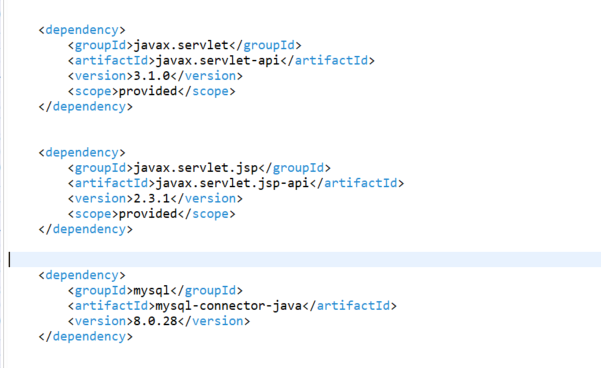 <dependency>
<groupId>javax.servlet</groupId>
<artifactId>javax.servlet-api</artifactId>
<version>3.1.0</version>
<scope>provided</scope>
</dependency>
<dependency>
<groupId>javax.servlet.jsp</groupId>
<artifactId>javax.servlet.jsp-api</artifactId>
<version>2.3.1</version>
<scope>provided</scope>
</dependency>
<dependency>
<groupId>mysql</groupId>
<artifactId>mysql-connector-java</artifactId>
<version>8.0.28</version>
</dependency>